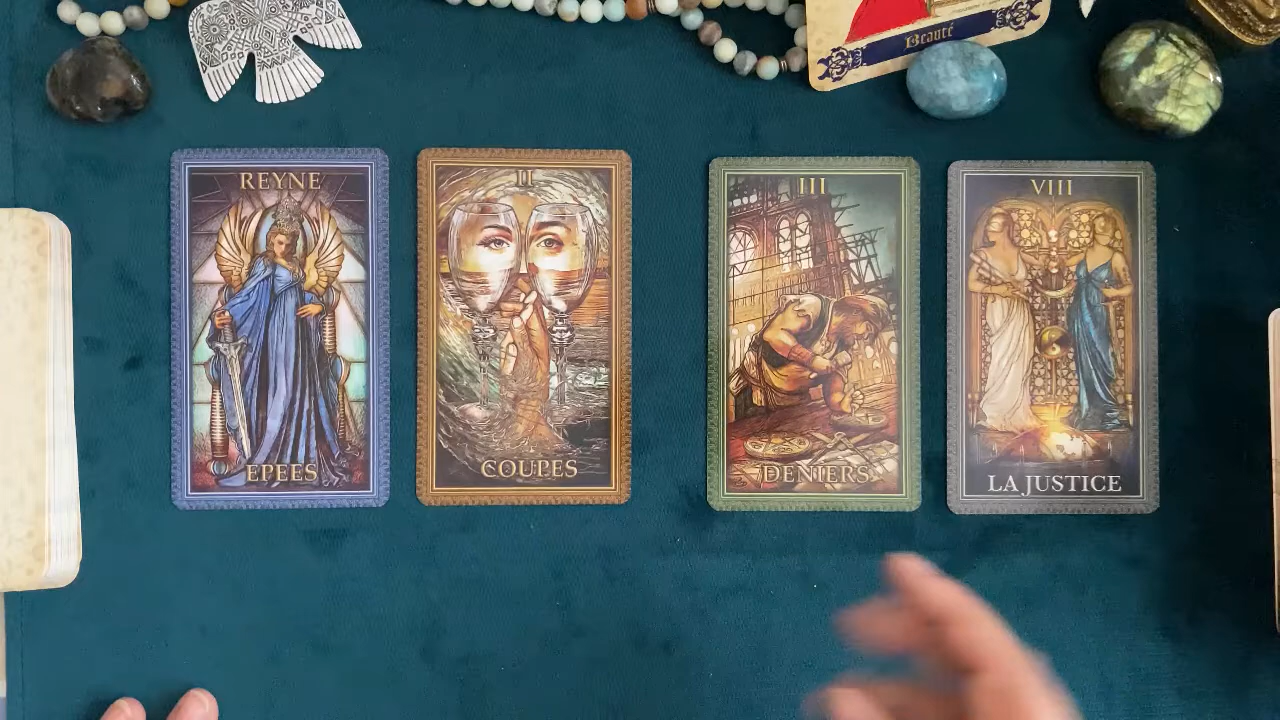 Beauté
REYNE
EPEES
II
COUPES
III
DENIERS
VIII
LA JUSTICE